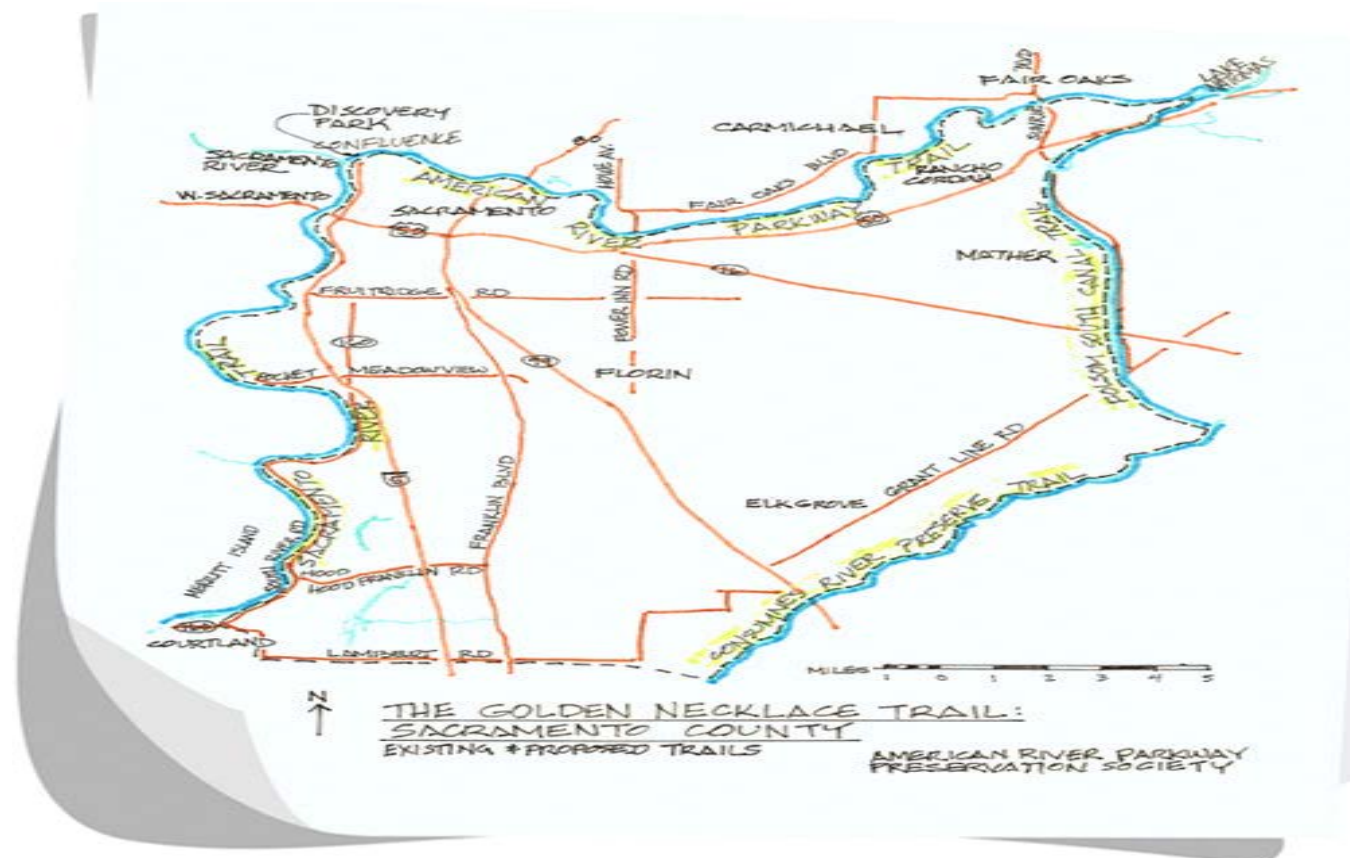 DISCOVERY
PARK
CONFLUENCE
SACRAMENTO
RIVER
W. SACRAMENTO
SACRAMENTO
AMERICAN
RIVER
PARKWAY
TRAIL
80
HOWE AV.
CARMICHAEL
FAIR OAKS BLVD
FAIR OAKS
BLVD
LAKE
RANCHO
CORDOVA
50
MATHER
FOLSOM SOUTH CANAL
FRUITRIDGE RD
POWER INN RD
FLORIN
TRAIL
POCKET
MEADOWVIEW
RIVER
SACRAMENTO
FRANKLIN BLVD
ELK GROVE
GRANT LINE RD
CONSUMNEY RIVER PRESERVE TRAIL
MERRITT ISLAND
HOOD
HOOD FRANKLIN RD
COURTLAND
LAMBERT RD
MILES
1 0 1 2 3 4 5
N
THE GOLDEN NECKLACE TRAIL:
SACRAMENTO COUNTY
EXISTING & PROPOSED TRAILS
AMERICAN RIVER PARKWAY
PRESERVATION SOCIETY